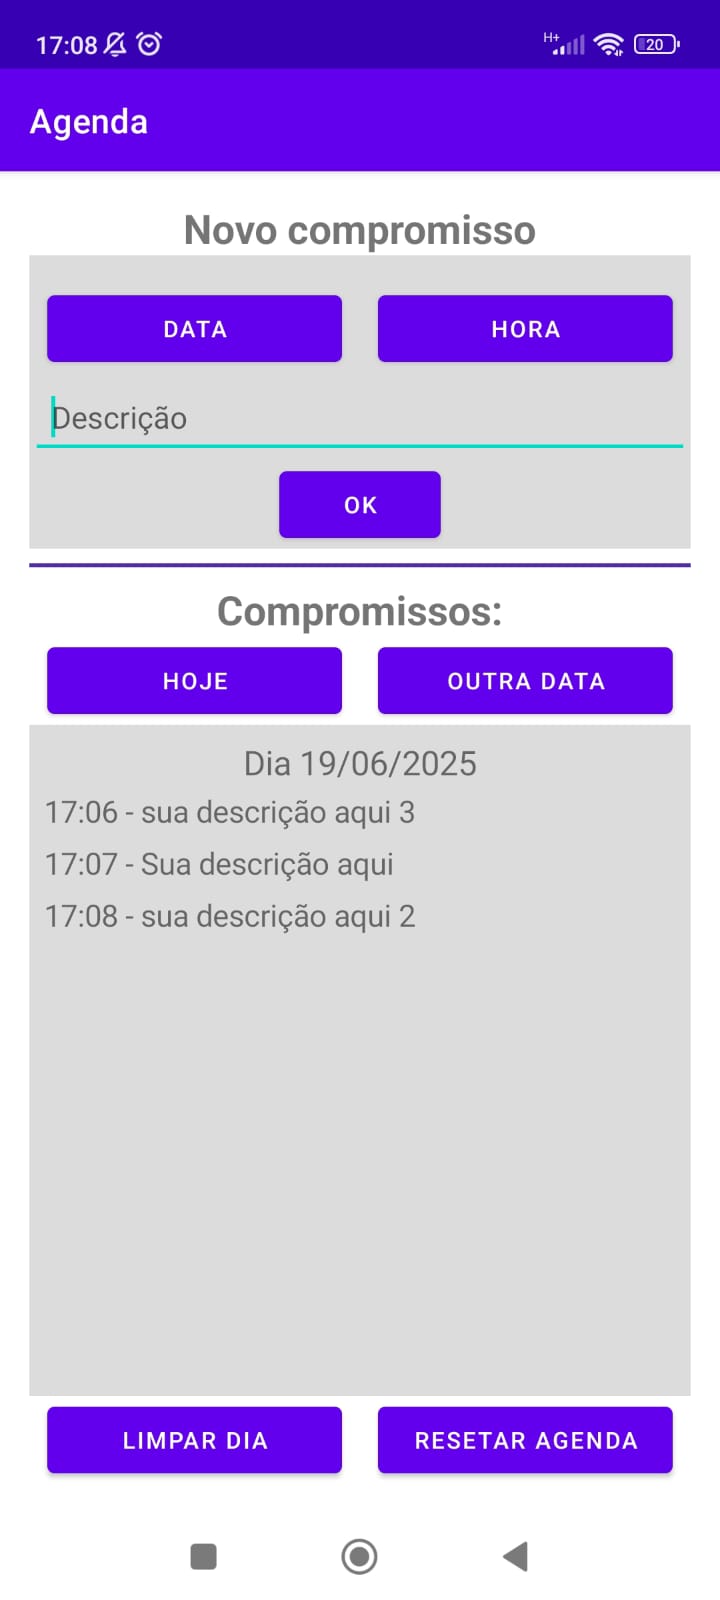 17:08 H+ 20
Agenda
Novo compromisso
DATA HORA
Descrição
OK
Compromissos:
HOJE OUTRA DATA
Dia 19/06/2025
17:06 - sua descrição aqui 3
17:07 - Sua descrição aqui
17:08 - sua descrição aqui 2
LIMPAR DIA RESETAR AGENDA